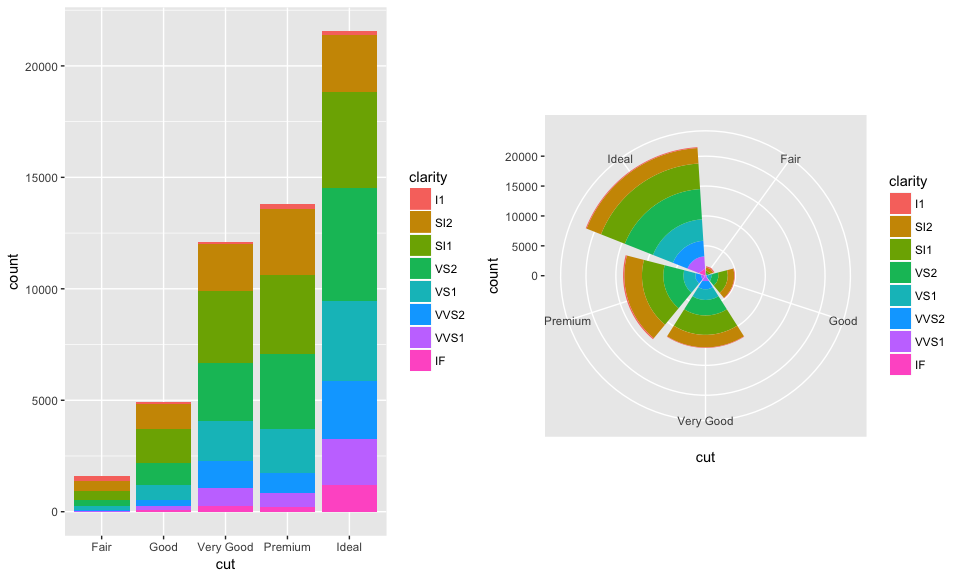 count
20000
15000
10000
5000
0
Fair
Good
Very Good
Premium
Ideal
cut
clarity
I1
SI2
SI1
VS2
VS1
VVS2
VVS1
IF
count
20000
15000
10000
5000
0
Ideal
Fair
Premium
Good
Very Good
cut
clarity
I1
SI2
SI1
VS2
VS1
VVS2
VVS1
IF